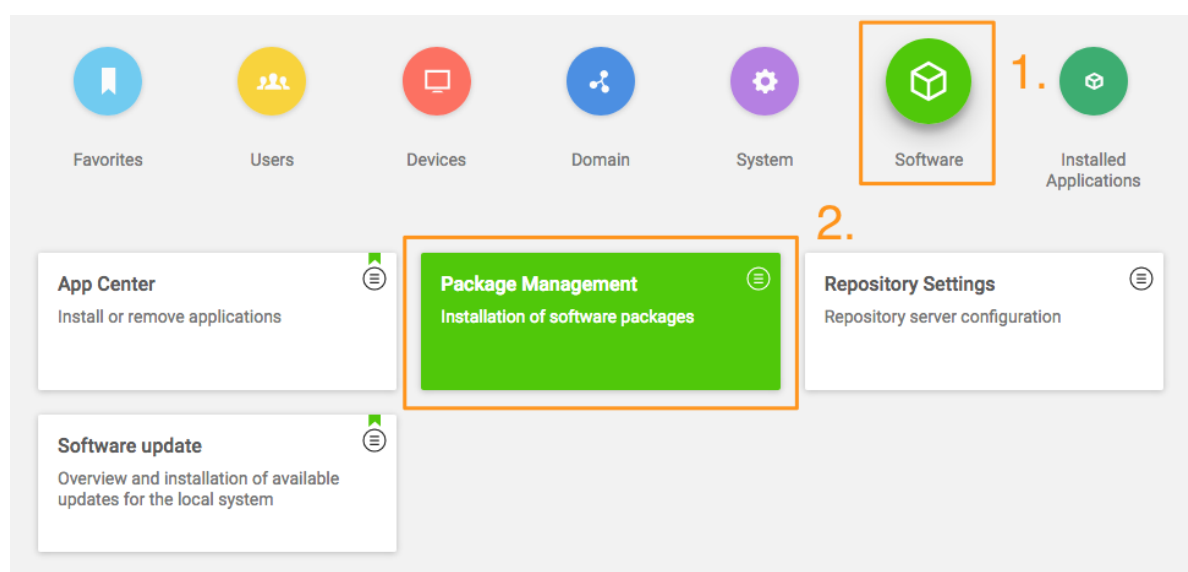 1.
Favorites
Users
Devices
Domain
System
Software
Installed
Applications
2.
App Center
Install or remove applications
Package Management
Installation of software packages
Repository Settings
Repository server configuration
Software update
Overview and installation of available
updates for the local system